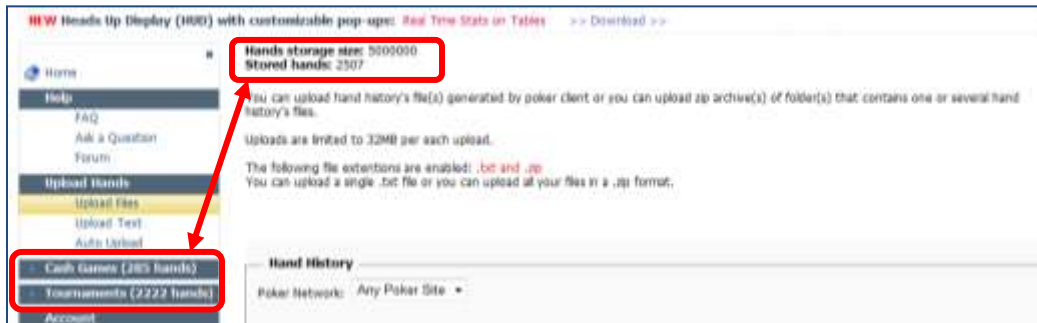 NEW Heads Up Display (HUD) with customizable pop-ups: Real Time Stats on Tables >> Download >>
«
Home
Help
FAQ
Ask a Question
Forum
Upload Hands
Upload Files
Upload Text
Auto Upload
Cash Games (285 hands)
Tournaments (2222 hands)
Account
Hands storage size: 5000000
Stored hands: 2507
You can upload hand history's file(s) generated by poker client or you can upload zip archive(s) of folder(s) that contains one or several hand
history's files.
Uploads are limited to 32MB per each upload.
The following file extentions are enabled: .txt and .zip
You can upload a single .txt file or you can upload all your files in a .zip format.
Hand History
Poker Network: Any Poker Site